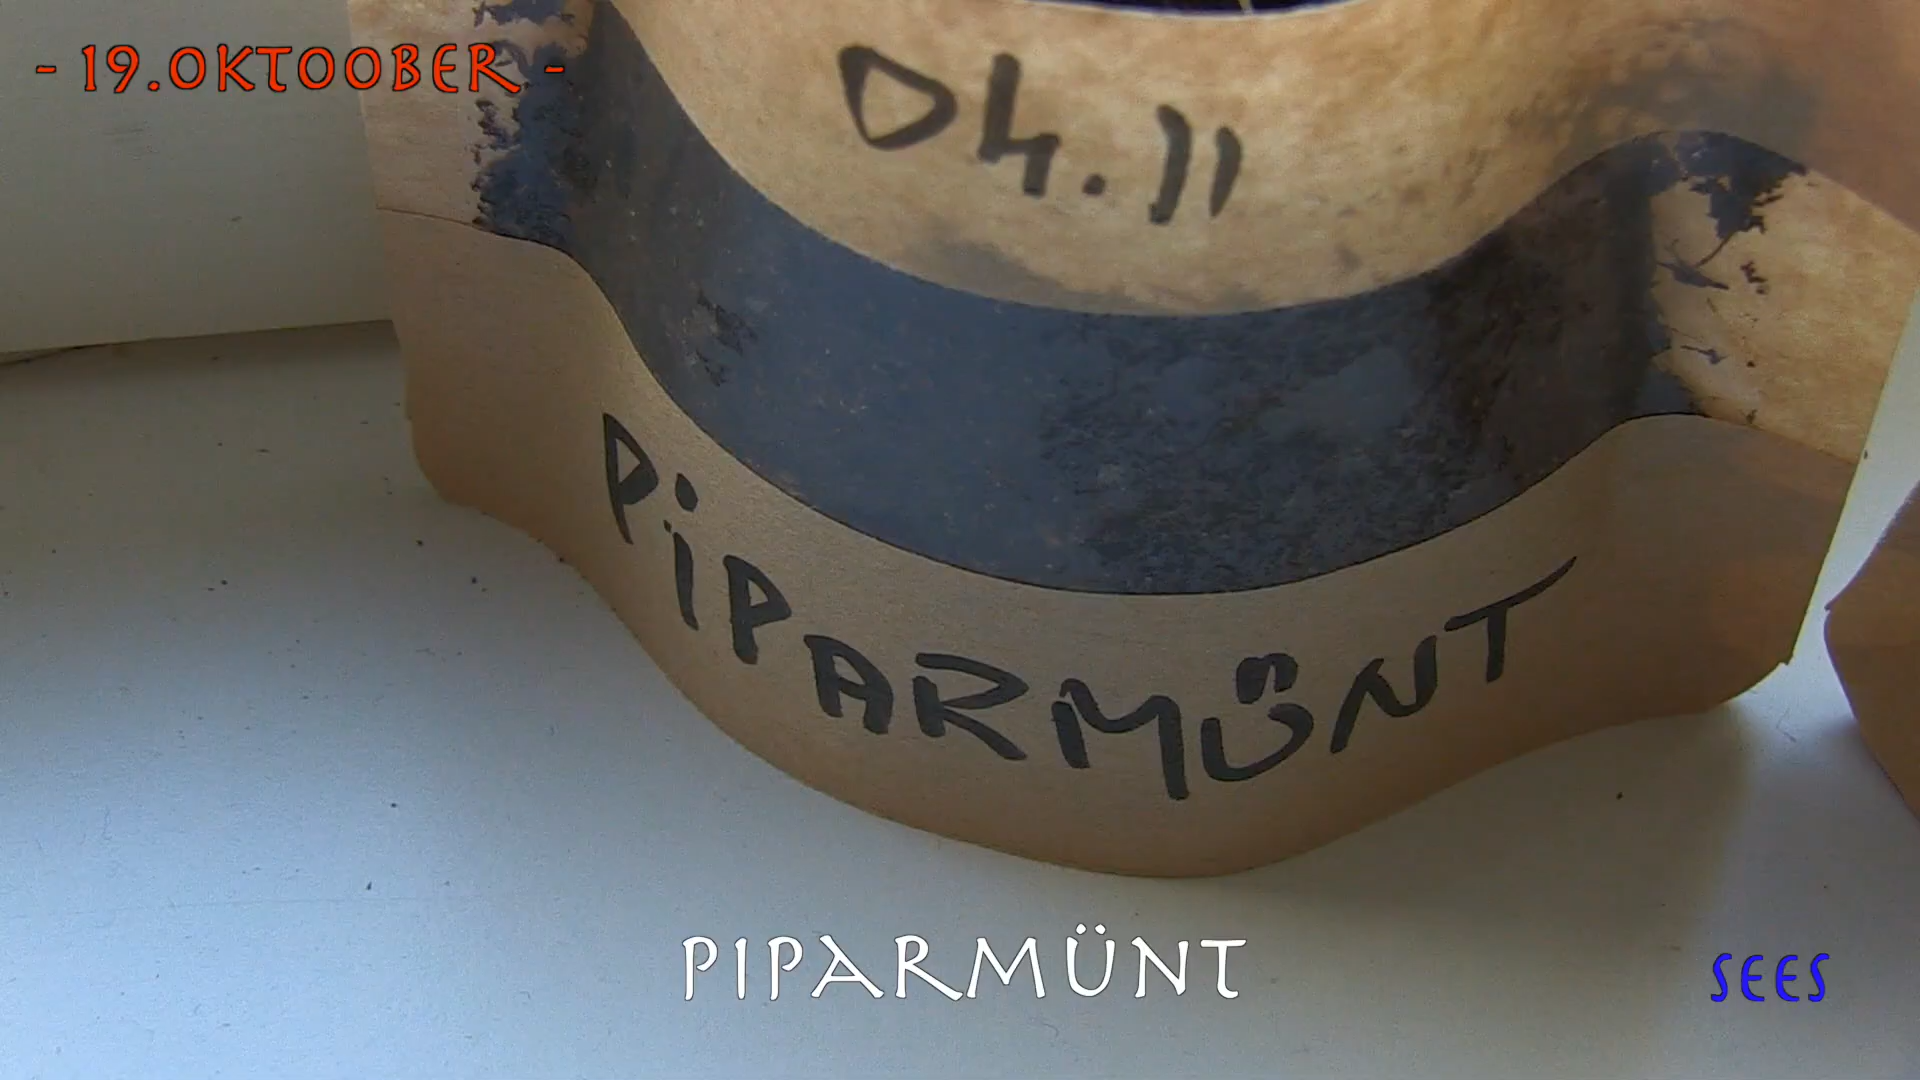 - 19.OKTOOBER -
04.11
PiPARMÜNT
PIPARMÜNT
SEES